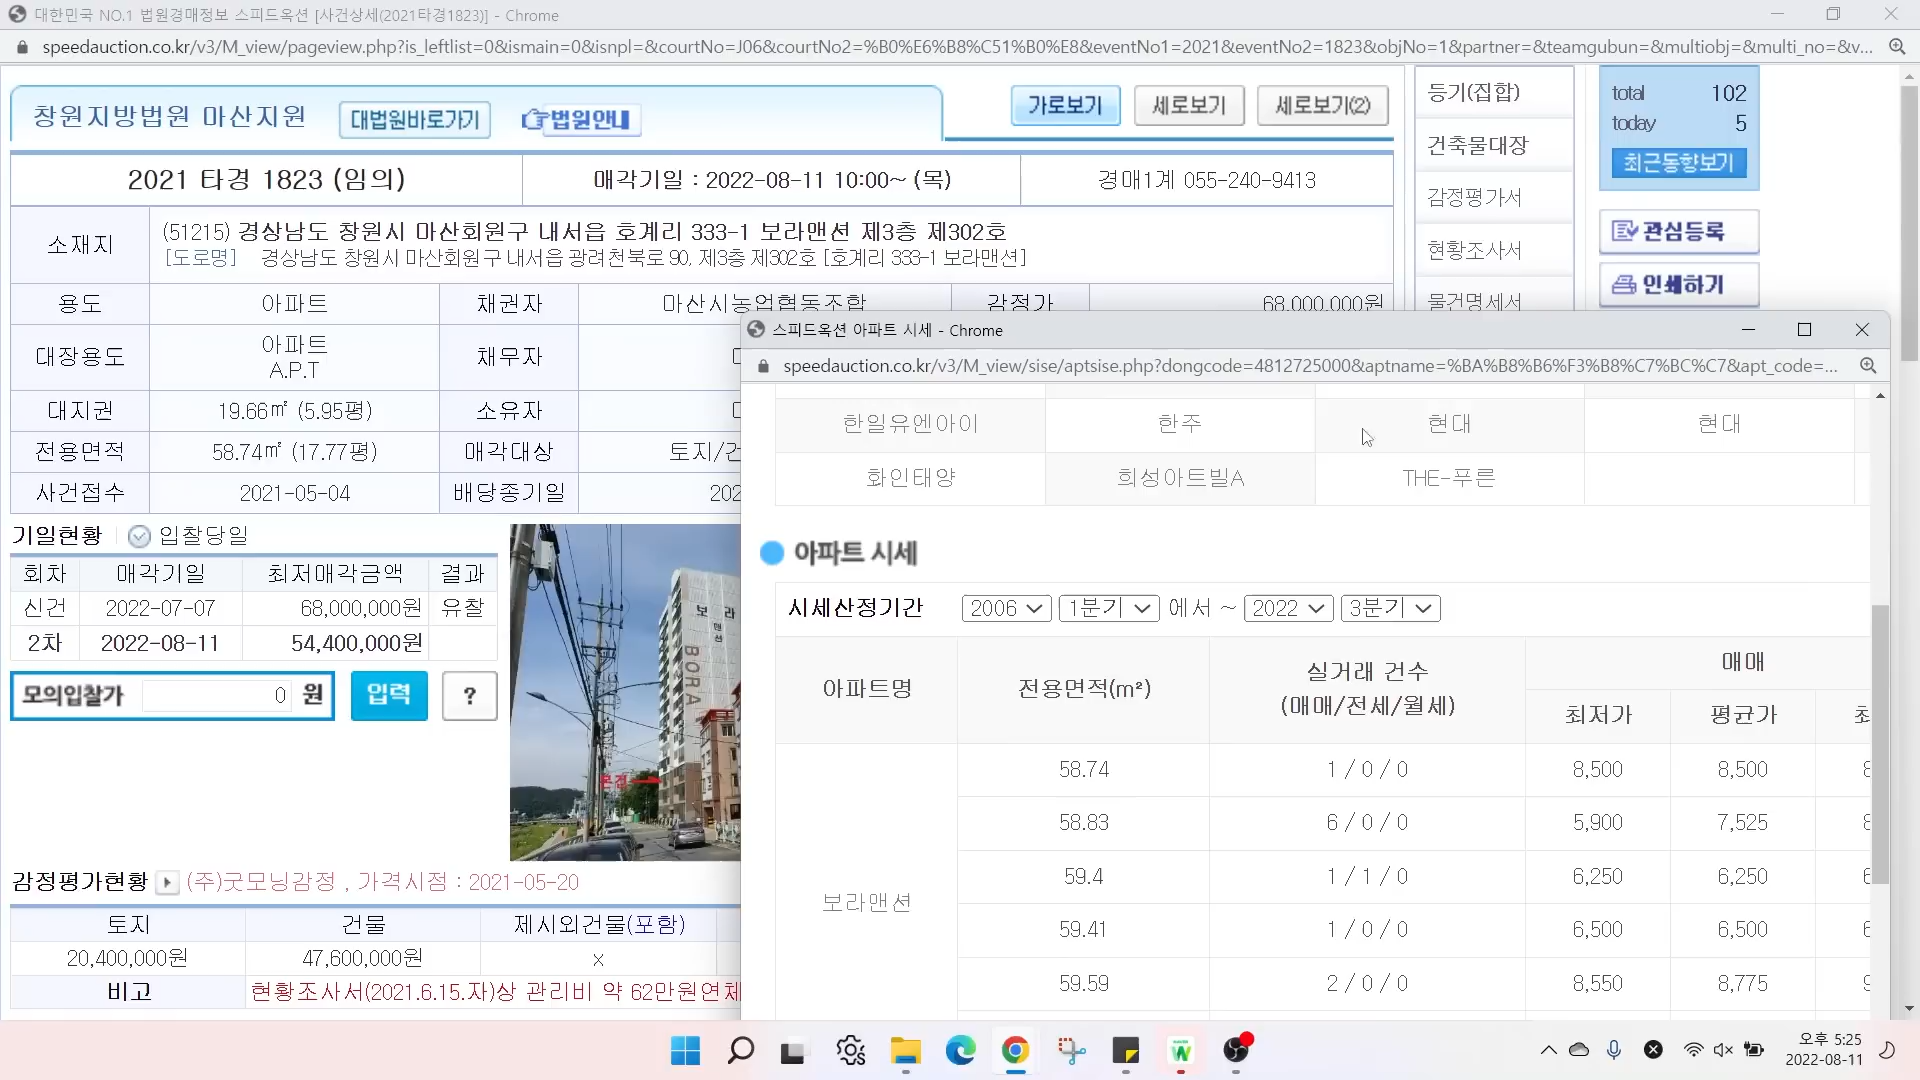 대한민국 NO.1 법원경매정보 스피드옥션 [사건상세(2021타경1823)] - Chrome
speedauction.co.kr/v3/M_view/pageview.php?is_leftlist=0&ismain=0&isnpl=&courtNo=J06&courtNo2=%B0%E6%B8%C51%B0%E8&eventNo1=2021&eventNo2=1823&objNo=1&partner=&teamgubun=&multiobj=&multi_no=&v...
창원지방법원 마산지원
대법원바로가기
법원안내
가로보기
세로보기
세로보기(2)
2021 타경 1823 (임의)
매각기일 : 2022-08-11 10:00~ (목)
경매1계 055-240-9413
소재지
(51215) 경상남도 창원시 마산회원구 내서읍 호계리 333-1 보라맨션 제3층 제302호
[도로명] 경상남도 창원시 마산회원구 내서읍 광려천북로 90, 제3층 제302호 [호계리 333-1 보라맨션]
용도 아파트 채권자 마산시농업협동조합 감정가 68,000,000원
대장용도 아파트 A.P.T 채무자
대지권 19.66㎡ (5.95평) 소유자
전용면적 58.74㎡ (17.77평) 매각대상 토지/건
사건접수 2021-05-04 배당종기일 202
기일현황 입찰당일
회차 매각기일 최저매각금액 결과
신건 2022-07-07 68,000,000원 유찰
2차 2022-08-11 54,400,000원
모의입찰가 0 원 입력 ?
보라
맨션
BORA
본건
감정평가현황 (주)굿모닝감정 , 가격시점 : 2021-05-20
토지 건물 제시외건물(포함)
20,400,000원 47,600,000원 x
비고 현황조사서(2021.6.15.자)상 관리비 약 62만원연체
등기(집합)
건축물대장
감정평가서
현황조사서
물건명세서
total 102
today 5
최근동향보기
관심등록
인쇄하기
스피드옥션 아파트 시세 - Chrome
speedauction.co.kr/v3/M_view/sise/aptsise.php?dongcode=4812725000&aptname=%BA%B8%B6%F3%B8%C7%BC%C7&apt_code=...
한일유엔아이 한주 현대 현대
화인태양 희성아트빌A THE-푸른
아파트 시세
시세산정기간 2006 1분기 에서 ~ 2022 3분기
아파트명 전용면적(m²) 실거래 건수 (매매/전세/월세) 매매
최저가 평균가 최
보라맨션
58.74 1 / 0 / 0 8,500 8,500
58.83 6 / 0 / 0 5,900 7,525
59.4 1 / 1 / 0 6,250 6,250
59.41 1 / 0 / 0 6,500 6,500
59.59 2 / 0 / 0 8,550 8,775
오후 5:25
2022-08-11